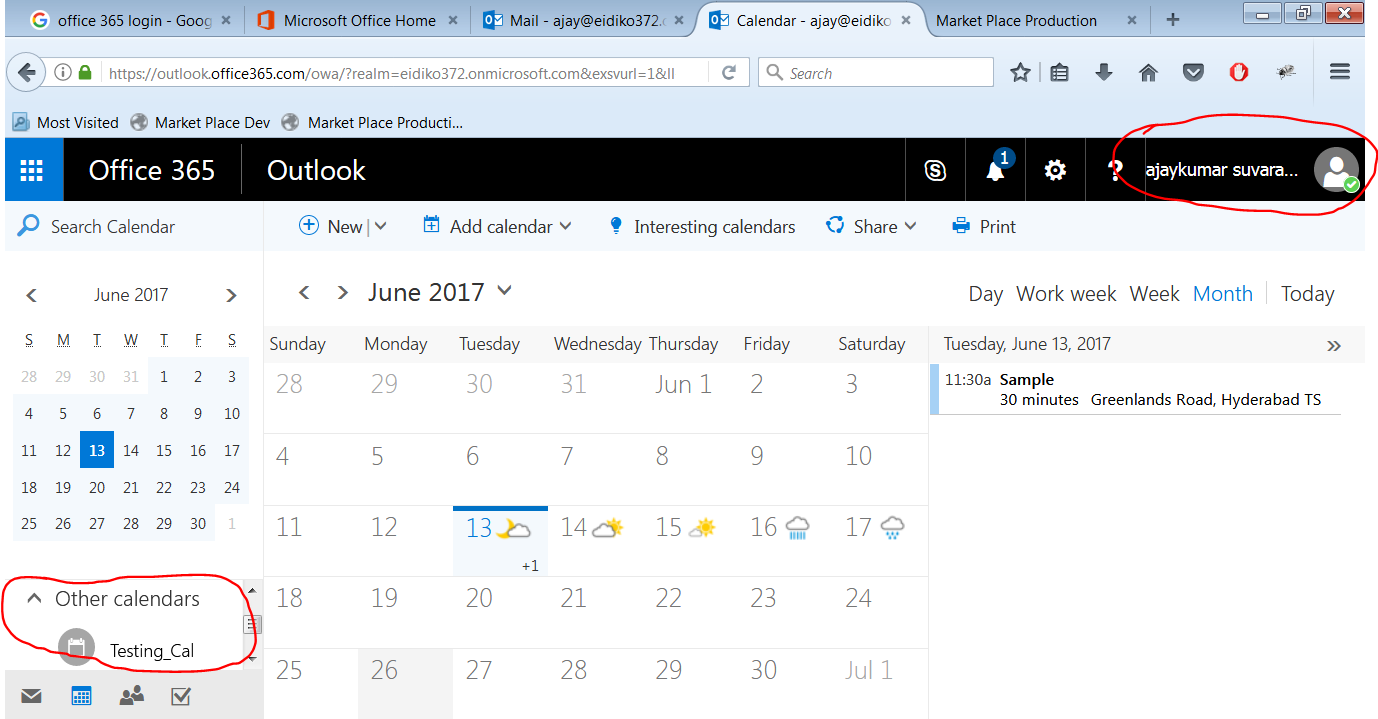 office 365 login - Goog
Microsoft Office Home
Mail - ajay@eidiko372.
Calendar - ajay@eidiko
Market Place Production
https://outlook.office365.com/owa/?realm=eidiko372.onmicrosoft.com&exsvurl=1&ll
Search
Most Visited
Market Place Dev
Market Place Producti...
Office 365
Outlook
1
?
ajaykumar suvara...
Search Calendar
New
Add calendar
Interesting calendars
Share
Print
June 2017
S M T W T F S
28 29 30 31 1 2 3
4 5 6 7 8 9 10
11 12 13 14 15 16 17
18 19 20 21 22 23 24
25 26 27 28 29 30 1
Other calendars
Testing_Cal
June 2017
Day Work week Week Month Today
Sunday Monday Tuesday Wednesday Thursday Friday Saturday
28 29 30 31 Jun 1 2 3
4 5 6 7 8 9 10
11 12 13 14 15 16 17
+1
18 19 20 21 22 23 24
25 26 27 28 29 30 Jul 1
Tuesday, June 13, 2017
11:30a Sample
30 minutes Greenlands Road, Hyderabad TS